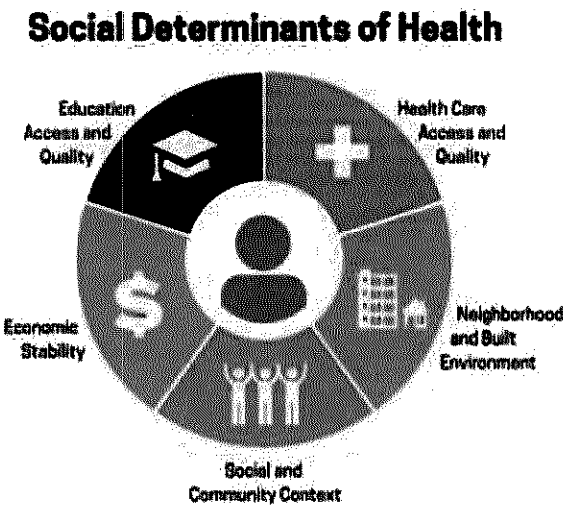 Social Determinants of Health
Education
Access and
Quality
Health Care
Access and
Quality
$
Economic
Stability
Neighborhood
and Built
Environment
Social and
Community Context